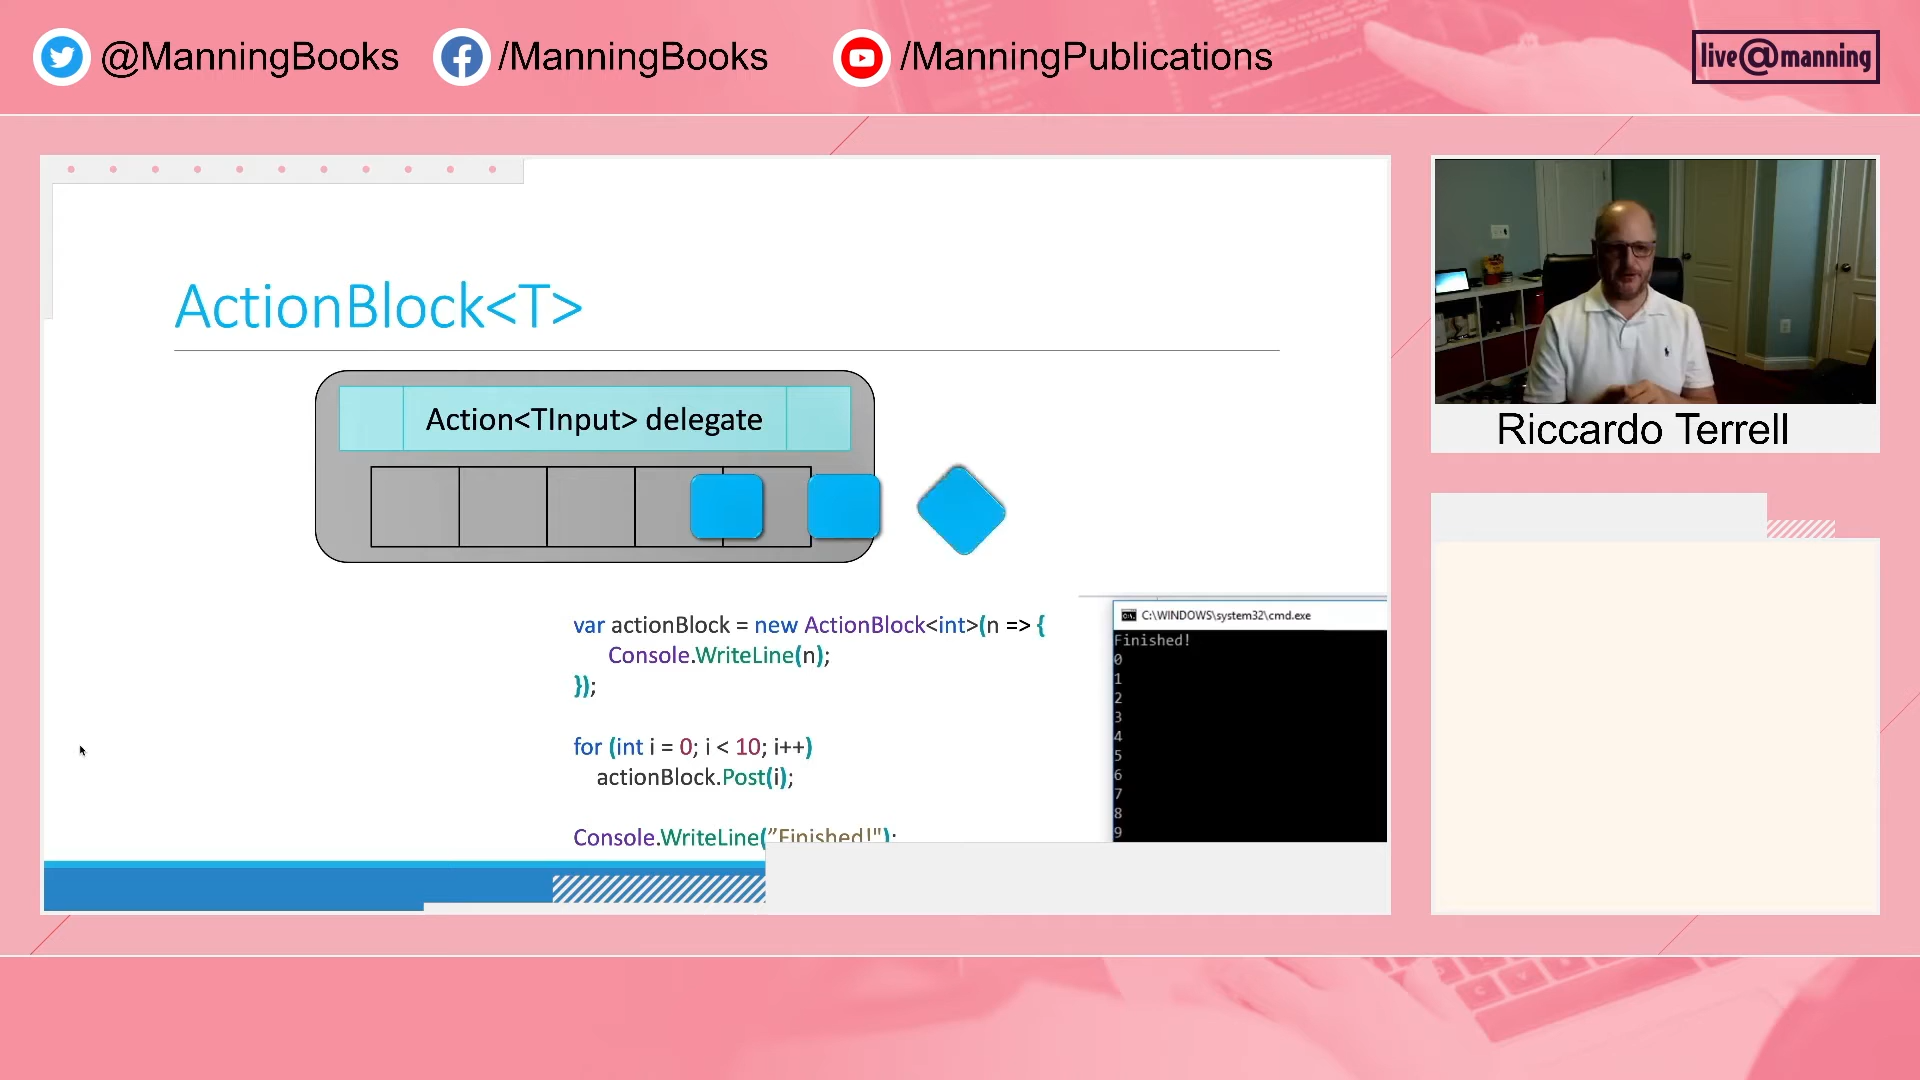 @ManningBooks
/ManningBooks
/ManningPublications
live@manning
ActionBlock<T>
Action<TInput> delegate
var actionBlock = new ActionBlock<int>(n => {
Console.WriteLine(n);
});
for (int i = 0; i < 10; i++)
actionBlock.Post(i);
Console.WriteLine(”Finished!");
C:\WINDOWS\system32\cmd.exe
Finished!
0
1
2
3
4
5
6
7
8
9
Riccardo Terrell